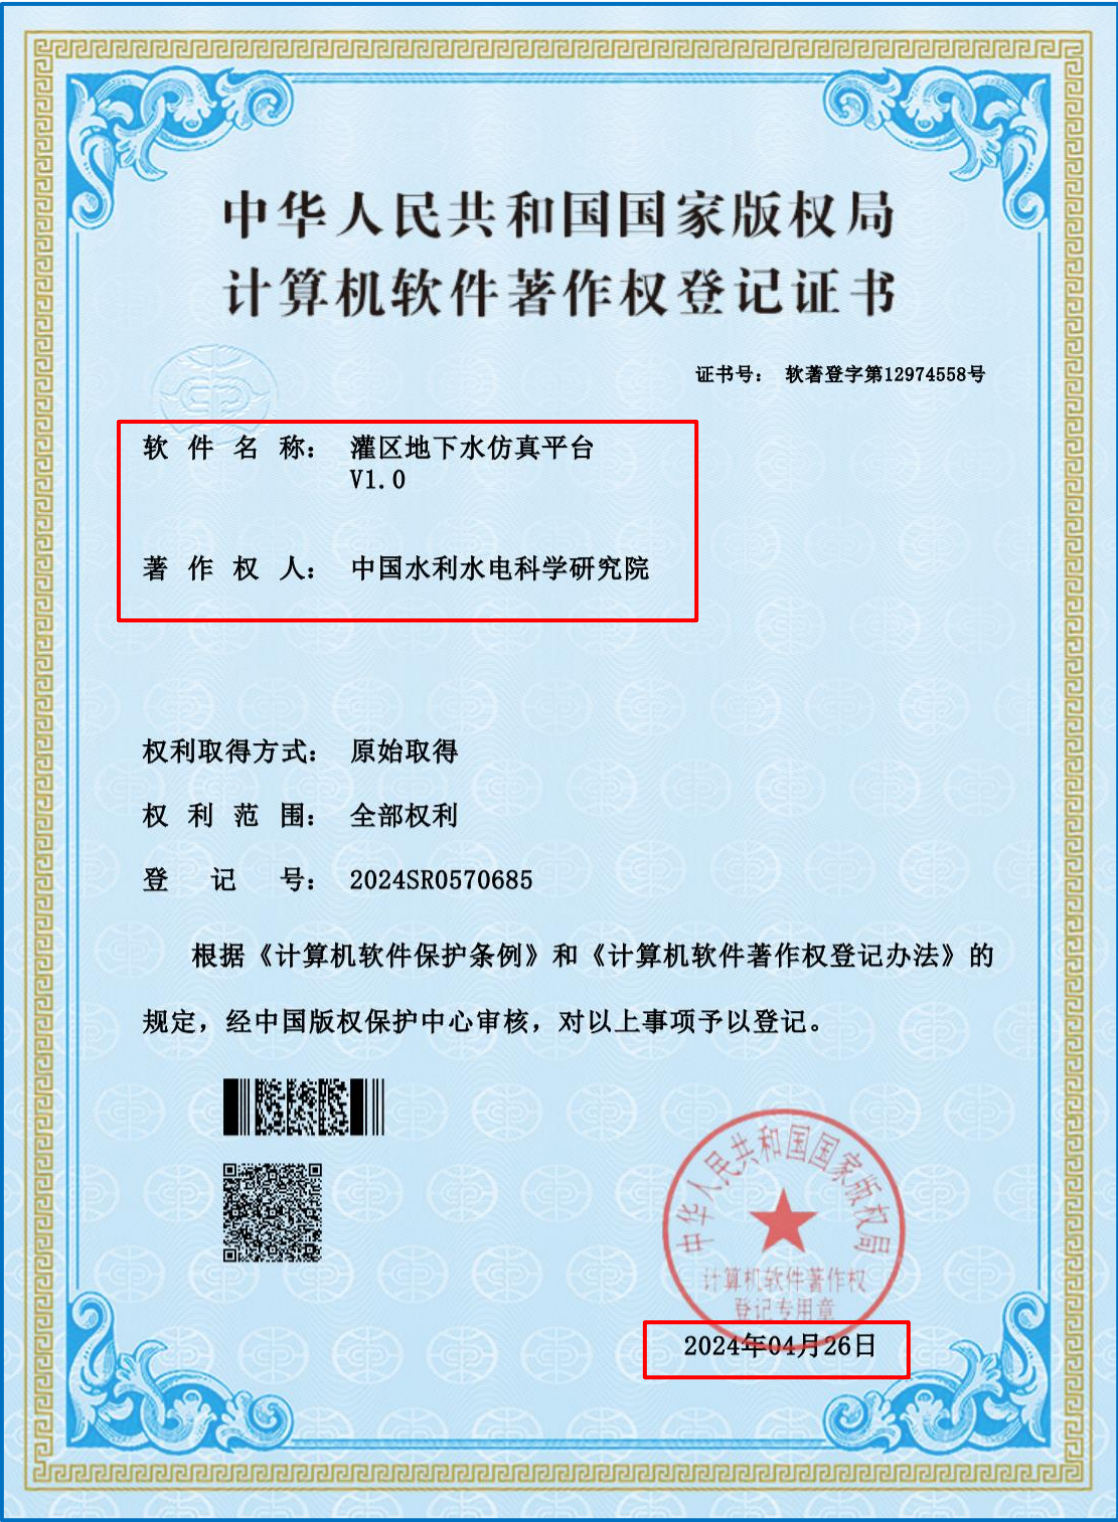 中华人民共和国国家版权局
计算机软件著作权登记证书
证书号： 软著登字第12974558号
软件名称： 灌区地下水仿真平台
V1.0
著作权人： 中国水利水电科学研究院
权利取得方式： 原始取得
权利范围： 全部权利
登记号： 2024SR0570685
根据《计算机软件保护条例》和《计算机软件著作权登记办法》的
规定，经中国版权保护中心审核，对以上事项予以登记。
中华人民共和国国家版权局
计算机软件著作权
登记专用章
2024年04月26日